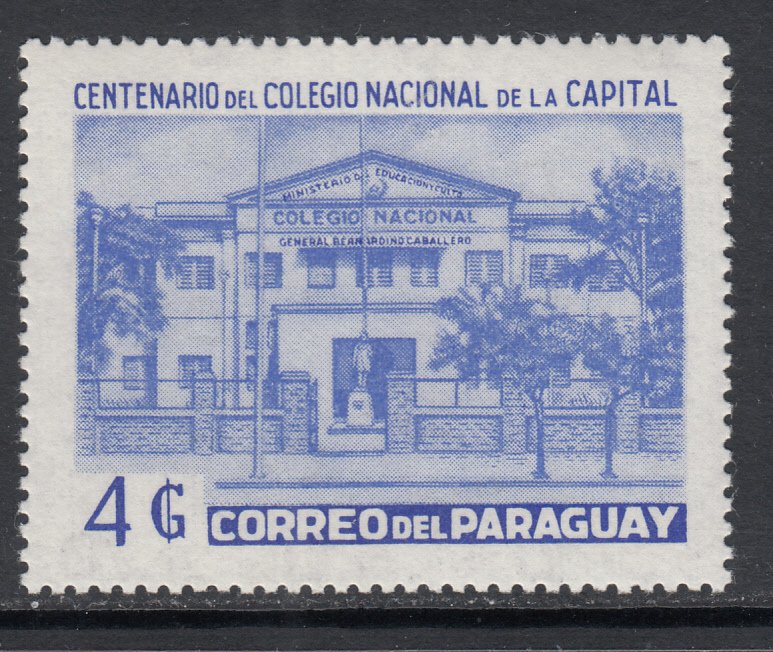 CENTENARIO DEL COLEGIO NACIONAL DE LA CAPITAL
MINISTERIO DE EDUCACION Y CULTO
COLEGIO NACIONAL
GENERAL BERNARDINO CABALLERO
4 ₲
CORREO DEL PARAGUAY